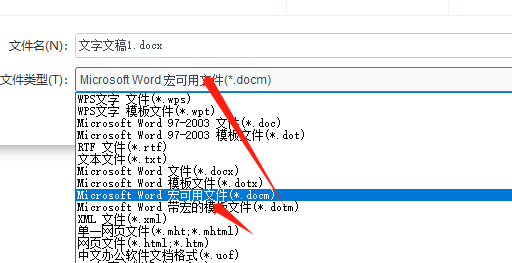 文件名(N)：
文字文稿1.docx
文件类型(T)：
Microsoft Word 宏可用文件(*.docm)
WPS文字 文件(*.wps)
WPS文字 模板文件(*.wpt)
Microsoft Word 97-2003 文件(*.doc)
Microsoft Word 97-2003 模板文件(*.dot)
RTF 文件(*.rtf)
文本文件(*.txt)
Microsoft Word 文件(*.docx)
Microsoft Word 模板文件(*.dotx)
Microsoft Word 宏可用文件(*.docm)
Microsoft Word 带宏的模板文件(*.dotm)
XML 文件(*.xml)
单一网页文件(*.mht;*.mhtml)
网页文件(*.html;*.htm)
中文办公软件文档格式(*.uof)